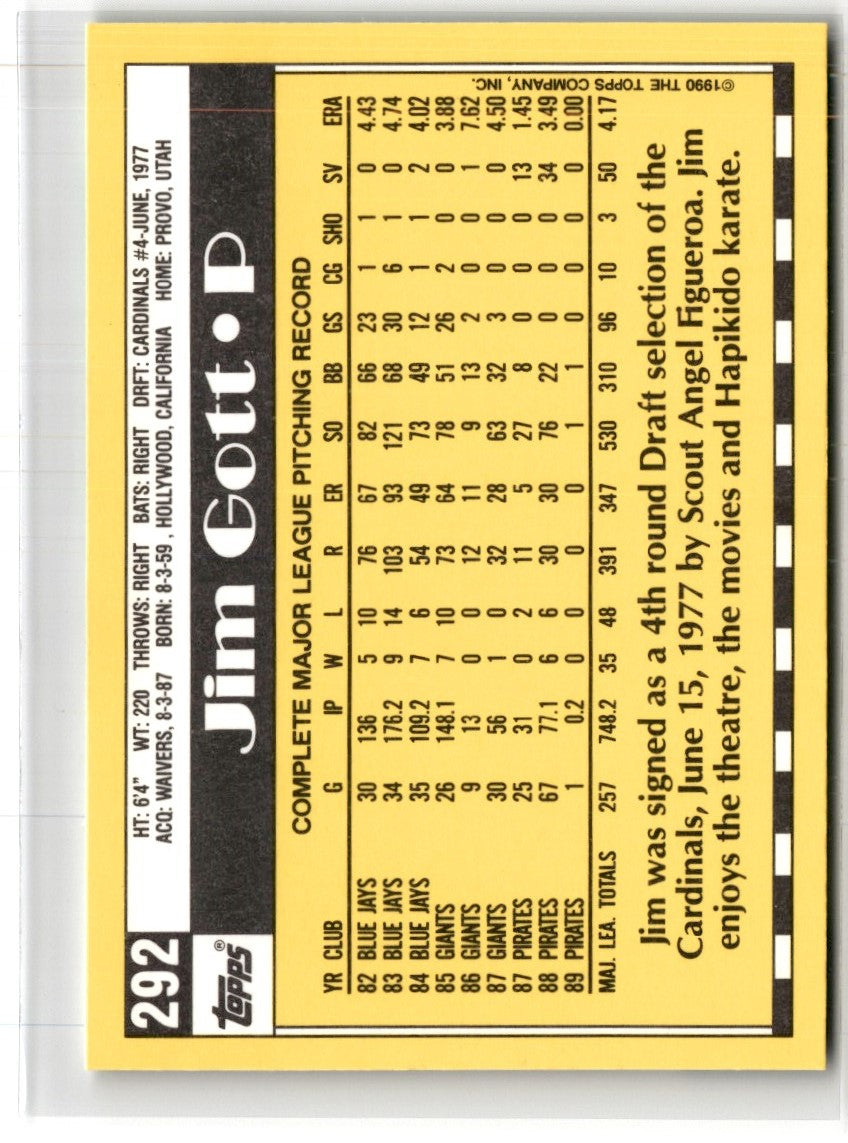 292
HT: 6'4" WT: 220 THROWS: RIGHT BATS: RIGHT DRFT: CARDINALS #4-JUNE, 1977
ACQ: WAIVERS, 8-3-87 BORN: 8-3-59, HOLLYWOOD, CALIFORNIA HOME: PROVO, UTAH
topps®
Jim Gott • P
COMPLETE MAJOR LEAGUE PITCHING RECORD
YR CLUB G IP W L R ER SO BB GS CG SHO SV ERA
82 BLUE JAYS 30 136 5 10 76 67 82 66 23 1 1 0 4.43
83 BLUE JAYS 34 176.2 9 14 103 93 121 68 30 6 1 0 4.74
84 BLUE JAYS 35 109.2 7 6 54 49 73 49 12 1 1 2 4.02
85 GIANTS 26 148.1 7 10 73 64 78 51 26 2 0 0 3.88
86 GIANTS 9 13 0 0 12 11 9 13 2 0 0 1 7.62
87 GIANTS 30 56 1 0 32 28 63 32 3 0 0 0 4.50
87 PIRATES 25 31 0 2 11 5 27 8 0 0 0 13 1.45
88 PIRATES 67 77.1 6 6 30 30 76 22 0 0 0 34 3.49
89 PIRATES 1 0.2 0 0 0 0 1 1 0 0 0 0 0.00
MAJ. LEA. TOTALS 257 748.2 35 48 391 347 530 310 96 10 3 50 4.17
Jim was signed as a 4th round Draft selection of the
Cardinals, June 15, 1977 by Scout Angel Figueroa. Jim
enjoys the theatre, the movies and Hapikido karate.
©1990 THE TOPPS COMPANY, INC.